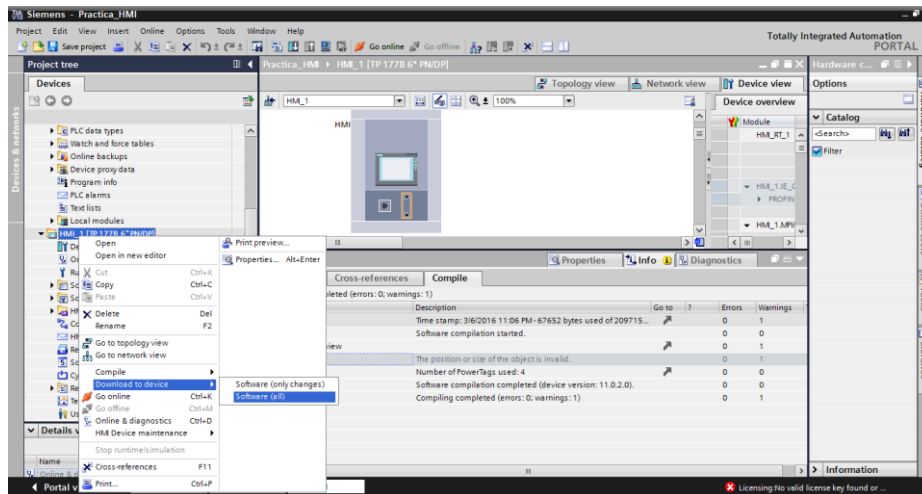 Siemens - Practica_HMI
Project Edit View Insert Online Options Tools Window Help
Totally Integrated Automation
PORTAL
Save project
Go online
Go offline
Project tree
Practica_HMI
HMI_1 [TP 177B 6" PN/DP]
Hardware c...
Devices
Topology view
Network view
Device view
Options
HMI_1
100%
Device overview
Devices & networks
PLC data types
Watch and force tables
Online backups
Device proxy data
Program info
PLC alarms
Text lists
Local modules
HMI_1 [TP 177B 6" PN/DP]
HMI
Module
HMI_RT_1
HMI_1.IE_C
PROFIN
HMI_1.MPI
Catalog
<Search>
Filter
Open
Open in new editor
Cut Ctrl+X
Copy Ctrl+C
Paste Ctrl+V
Delete Del
Rename F2
Go to topology view
Go to network view
Compile
Download to device
Go online Ctrl+K
Go offline Ctrl+M
Online & diagnostics Ctrl+D
HMI Device maintenance
Stop runtime/simulation
Cross-references F11
Print... Ctrl+P
Print preview...
Properties... Alt+Enter
Software (only changes)
Software (all)
Properties
Info
Diagnostics
Cross-references
Compile
leted (errors: 0; warnings: 1)
Description Go to ? Errors Warnings
Time stamp: 3/6/2016 11:06 PM - 67652 bytes used of 209715... 0 1
Software compilation started. 0 0
iew 0 1
The position or size of the object is invalid. 0 1
Number of PowerTags used: 4 0 0
Software compilation completed (device version: 11.0.2.0). 0 0
Compiling completed (errors: 0; warnings: 1) 0 1
Details v
Name
Online & d
Information
Portal v
Licensing:No valid license key found or ...